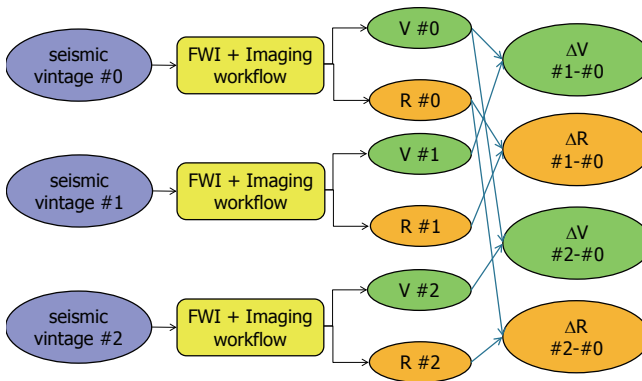 seismic
vintage #0
FWI + Imaging
workflow
V #0
R #0
ΔV
#1-#0
ΔR
#1-#0
seismic
vintage #1
FWI + Imaging
workflow
V #1
R #1
ΔV
#2-#0
seismic
vintage #2
FWI + Imaging
workflow
V #2
R #2
ΔR
#2-#0